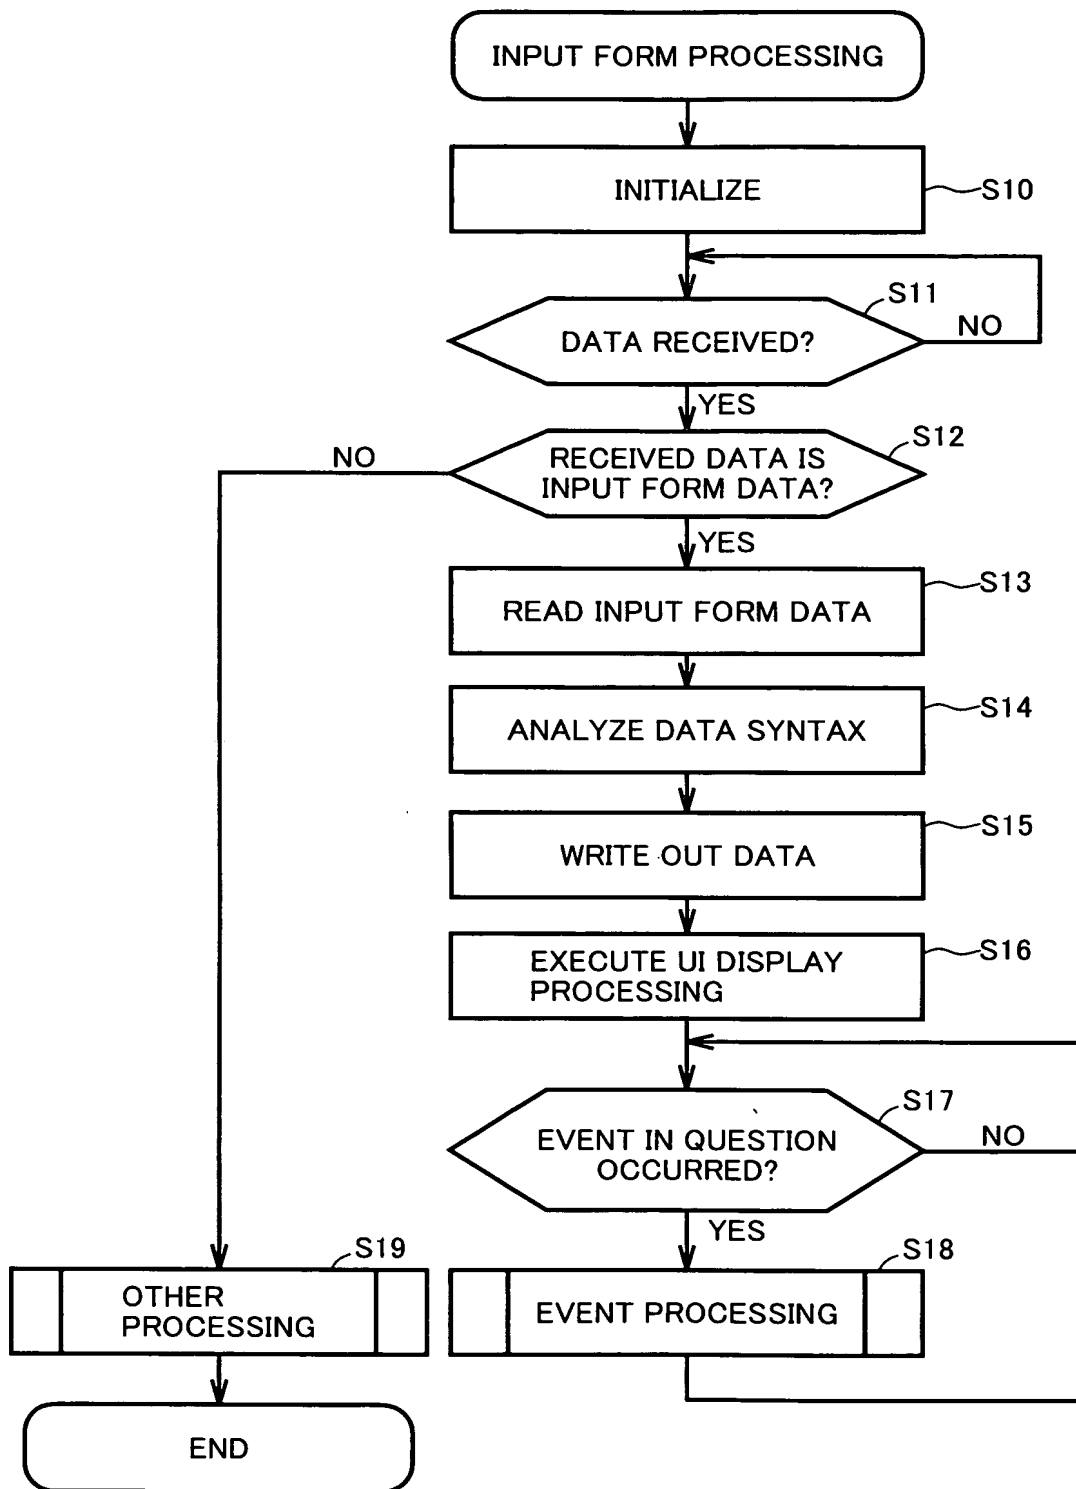 INPUT FORM PROCESSING
INITIALIZE
S10
S11
DATA RECEIVED?
NO
YES
S12
NO
RECEIVED DATA IS
INPUT FORM DATA?
YES
S13
READ INPUT FORM DATA
S14
ANALYZE DATA SYNTAX
S15
WRITE OUT DATA
S16
EXECUTE UI DISPLAY
PROCESSING
S17
EVENT IN QUESTION
OCCURRED?
NO
YES
S19
S18
OTHER
PROCESSING
EVENT PROCESSING
END